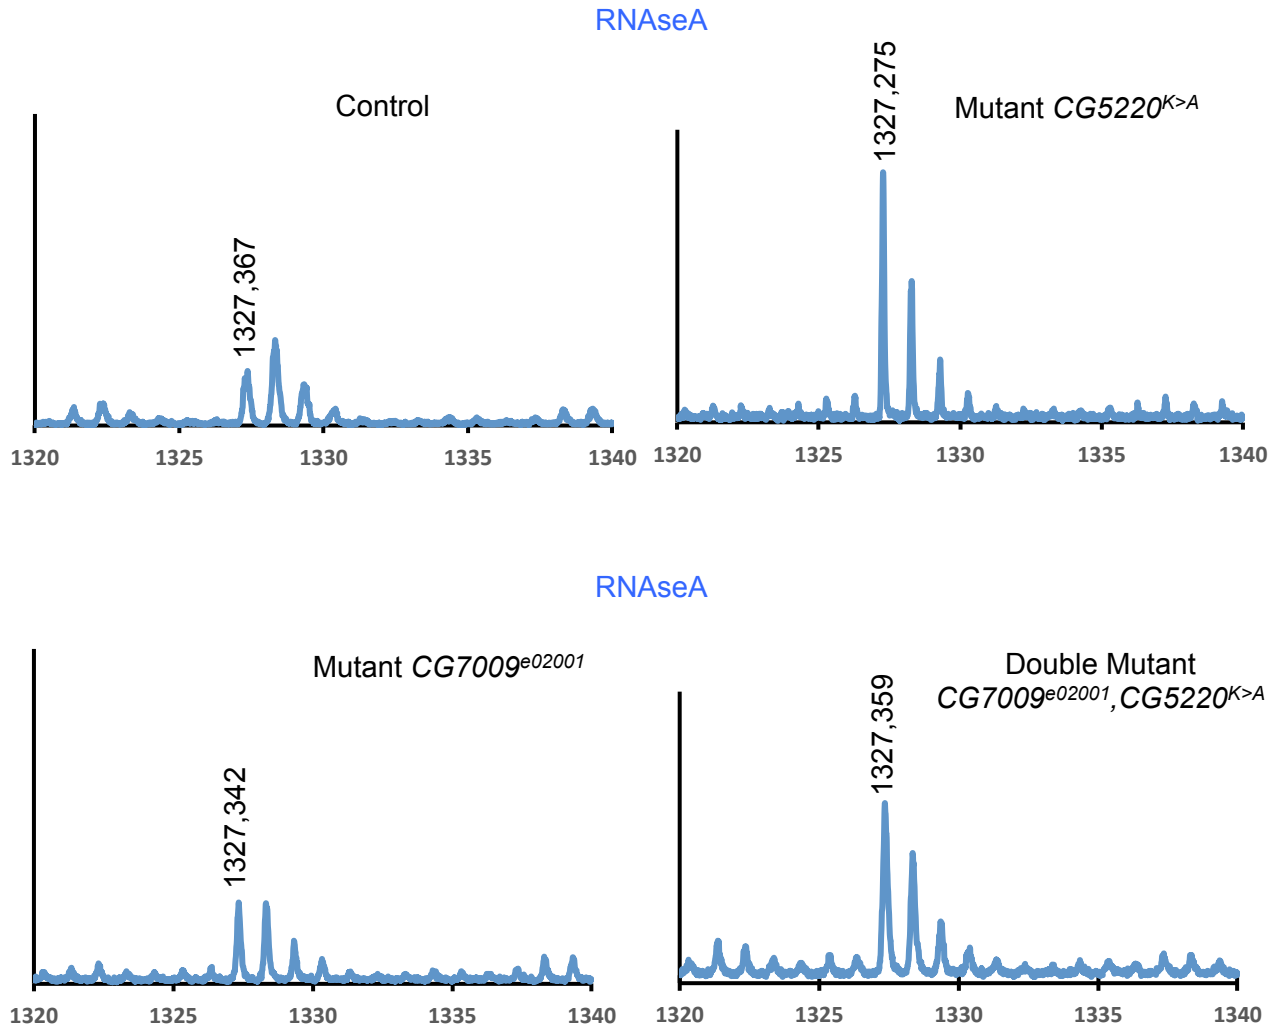 RNAseA
Control
Mutant CG5220K>A
1327,367
1327,275
1320 1325 1330 1335 1340
1320 1325 1330 1335 1340
RNAseA
Mutant CG7009e02001
Double Mutant
CG7009e02001,CG5220K>A
1327,342
1327,359
1320 1325 1330 1335 1340
1320 1325 1330 1335 1340